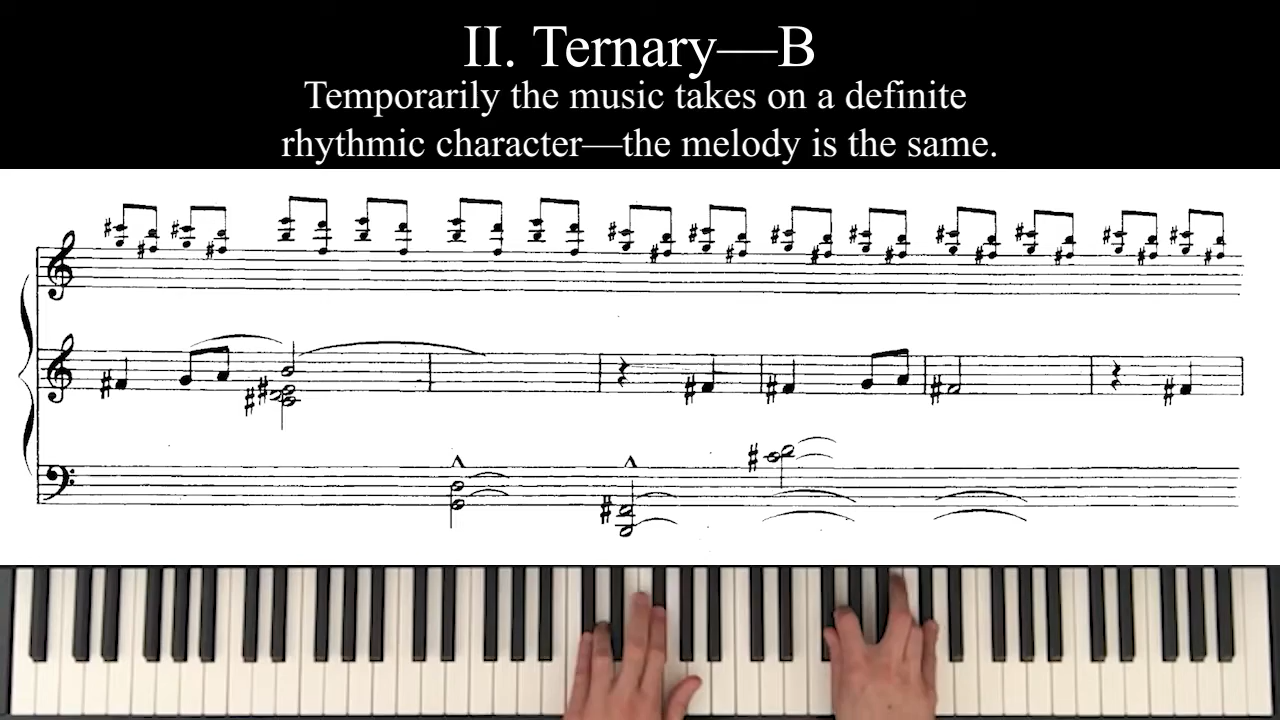 II. Ternary—B
Temporarily the music takes on a definite
rhythmic character—the melody is the same.